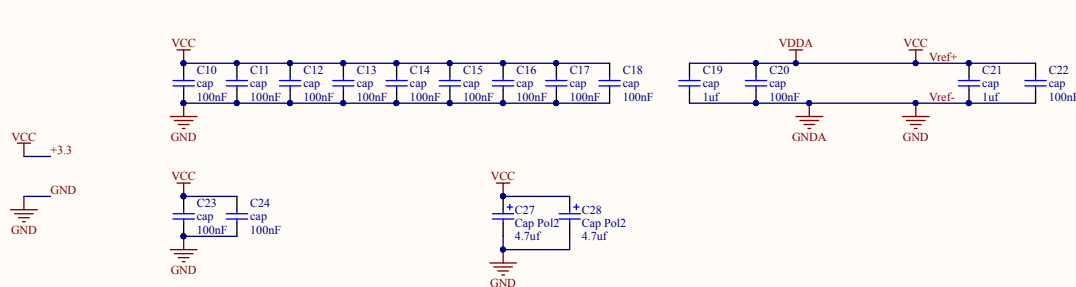 VCC
C10
cap
100nF
C11
cap
100nF
C12
cap
100nF
C13
cap
100nF
C14
cap
100nF
C15
cap
100nF
C16
cap
100nF
C17
cap
100nF
C18
cap
100nF
GND
VDDA
VCC
Vref+
C19
cap
1uf
C20
cap
100nF
C21
cap
1uf
C22
cap
100nF
Vref-
GNDA
GND
VCC
+3.3
GND
GND
VCC
C23
cap
100nF
C24
cap
100nF
GND
VCC
+
C27
Cap Pol2
4.7uf
+
C28
Cap Pol2
4.7uf
GND